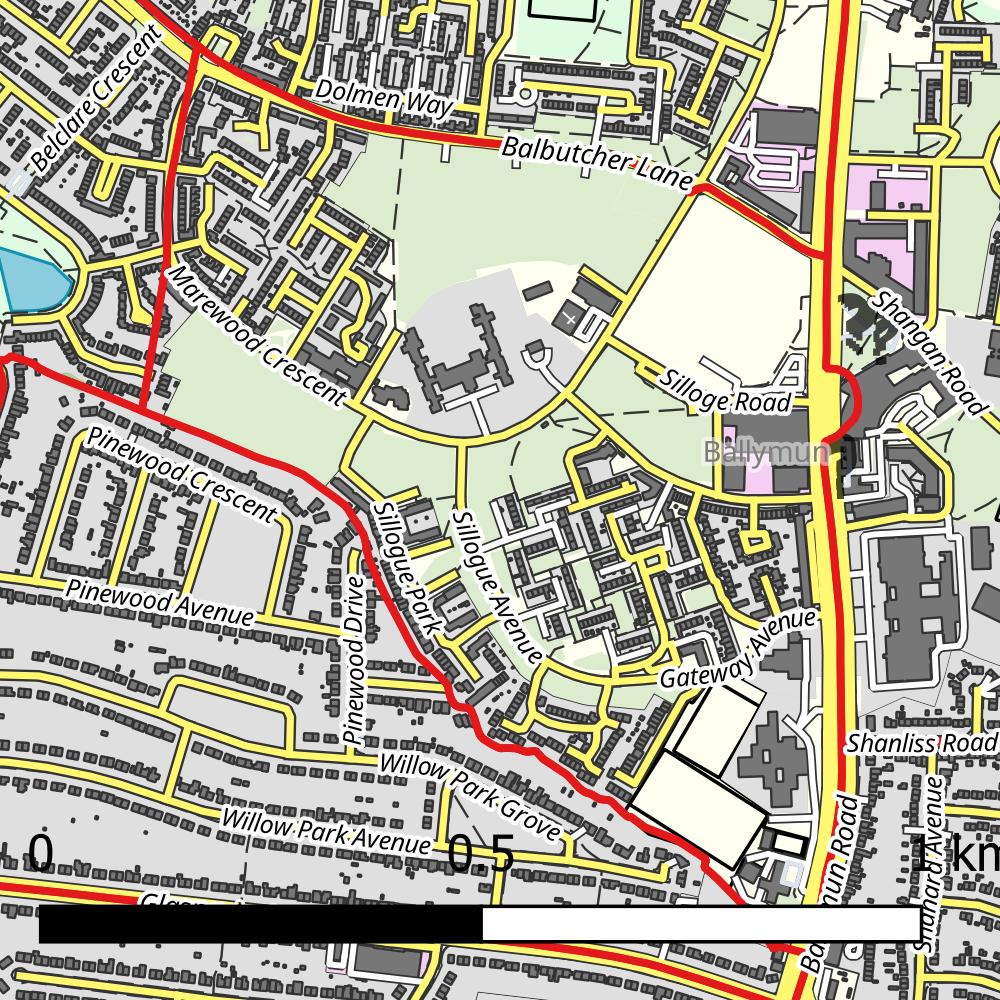 Belclare Crescent
Dolmen Way
Balbutcher Lane
Marewood Crescent
Shangan Road
Silloge Road
Ballymun
Pinewood Crescent
Sillogue Park
Sillogue Avenue
Pinewood Avenue
Pinewood Drive
Gateway Avenue
Shanliss Road
Willow Park Grove
Willow Park Avenue
Shanard Avenue
mun Road
0
0.5
1 km